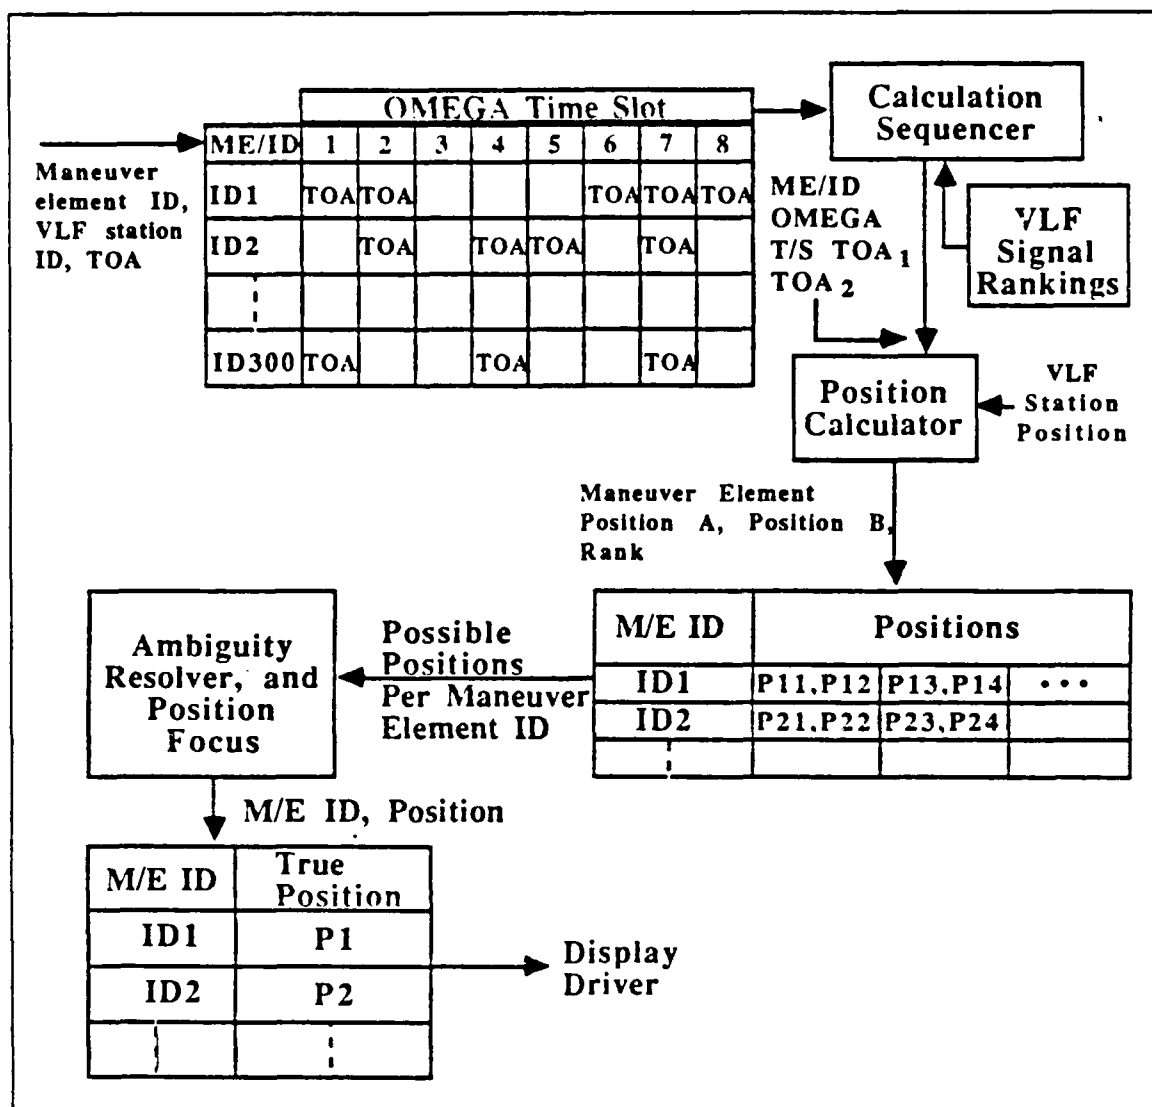 OMEGA Time Slot
ME/ID 1 2 3 4 5 6 7 8
ID1 TOA TOA TOA TOA TOA
ID2 TOA TOA TOA TOA
ID300 TOA TOA TOA
Maneuver
element ID,
VLF station
ID, TOA
Calculation
Sequencer
ME/ID
OMEGA
T/S TOA1
TOA2
VLF
Signal
Rankings
Position
Calculator
VLF
Station
Position
Maneuver Element
Position A, Position B,
Rank
M/E ID Positions
ID1 P11,P12 P13,P14 •••
ID2 P21,P22 P23,P24
Possible
Positions
Per Maneuver
Element ID
Ambiguity
Resolver, and
Position
Focus
M/E ID, Position
M/E ID True
Position
ID1 P1
ID2 P2
Display
Driver